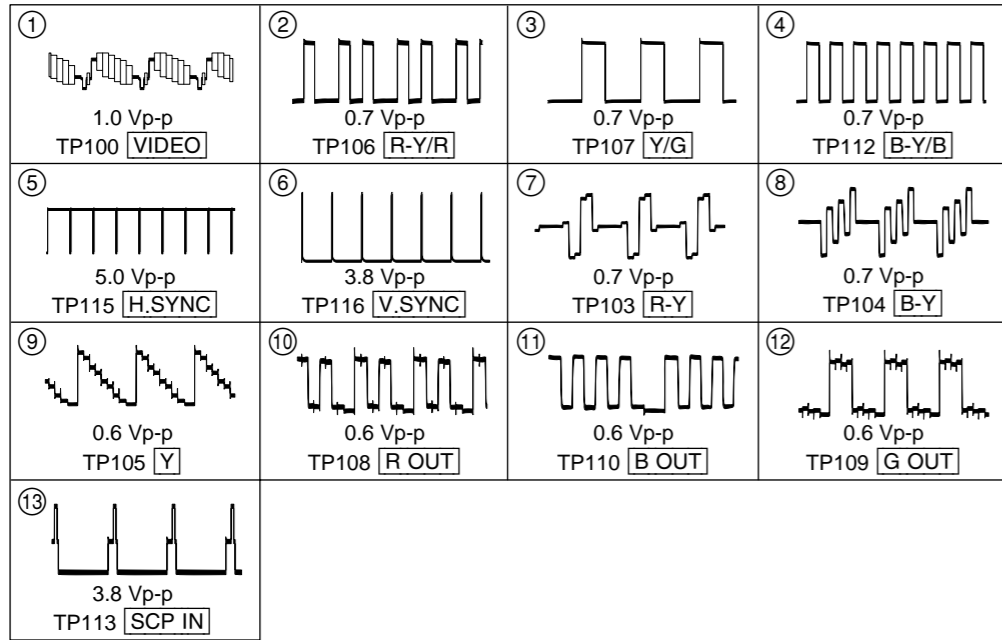 ①
1.0 Vp-p
TP100 VIDEO
②
0.7 Vp-p
TP106 R-Y/R
③
0.7 Vp-p
TP107 Y/G
④
0.7 Vp-p
TP112 B-Y/B
⑤
5.0 Vp-p
TP115 H.SYNC
⑥
3.8 Vp-p
TP116 V.SYNC
⑦
0.7 Vp-p
TP103 R-Y
⑧
0.7 Vp-p
TP104 B-Y
⑨
0.6 Vp-p
TP105 Y
⑩
0.6 Vp-p
TP108 R OUT
⑪
0.6 Vp-p
TP110 B OUT
⑫
0.6 Vp-p
TP109 G OUT
⑬
3.8 Vp-p
TP113 SCP IN